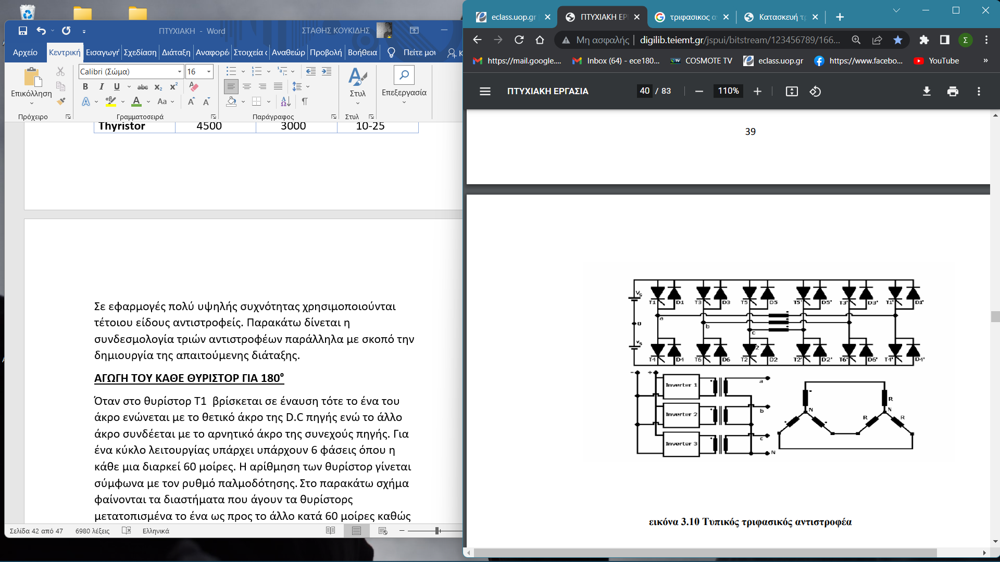 ΠΤΥΧΙΑΚΗ - Word
ΣΤΑΘΗΣ ΚΟΥΚΙΔΗΣ
Αρχείο Κεντρική Εισαγωγή Σχεδίαση Διάταξη Αναφορέ Στοιχεία Αναθεώρ Προβολή Βοήθεια Πείτε μου Κ
Επικόλληση
Calibri (Σώμα) 16
B I U abc x₂ x²
A aby A Aa A A
Στυλ
Επεξεργασία
Πρόχειρο Γραμματοσειρά Παράγραφος Στυλ
Thyristor 4500 3000 10-25
Σε εφαρμογές πολύ υψηλής συχνότητας χρησιμοποιούνται
τέτοιου είδους αντιστροφείς. Παρακάτω δίνεται η
συνδεσμολογία τριών αντιστροφέων παράλληλα με σκοπό την
δημιουργία της απαιτούμενης διάταξης.
ΑΓΩΓΗ ΤΟΥ ΚΑΘΕ ΘΥΡΙΣΤΟΡ ΓΙΑ 180°
Όταν στο θυρίστορ Τ1 βρίσκεται σε έναυση τότε το ένα του
άκρο ενώνεται με το θετικό άκρο της D.C πηγής ενώ το άλλο
άκρο συνδέεται με το αρνητικό άκρο της συνεχούς πηγής. Για
ένα κύκλο λειτουργίας υπάρχει υπάρχουν 6 φάσεις όπου η
κάθε μια διαρκεί 60 μοίρες. Η αρίθμηση των θυρίστορ γίνεται
σύμφωνα με τον ρυθμό παλμοδότησης. Στο παρακάτω σχήμα
φαίνονται τα διαστήματα που άγουν τα θυρίστορς
μετατοπισμένα το ένα ως προς το άλλο κατά 60 μοίρες καθώς
Σελίδα 42 από 47 6980 λέξεις Ελληνικά
eclass.uop.gr ΠΤΥΧΙΑΚΗ ΕΡ τριφασικος α Κατασκευή τ
Μη ασφαλής | digilib.teiemt.gr/jspui/bitstream/123456789/166... Σ
https://mail.google.... Inbox (64) - ece180... COSMOTE TV eclass.uop.gr https://www.facebo... YouTube »
ΠΤΥΧΙΑΚΗ ΕΡΓΑΣΙΑ 40 / 83 110%
39
Vs T1 D1 T3 D3 T5 D5 T5' D5' T3' D3' T1' D1'
a
0 b
c
Vs T4 D4 T6 D6 T2 2 D2 T2' D2' T6' D6' T4' D4'
- +
Inverter 1 a
Inverter 2 b
Inverter 3 c
N
N R
R N R
εικόνα 3.10 Τυπικός τριφασικός αντιστροφέα